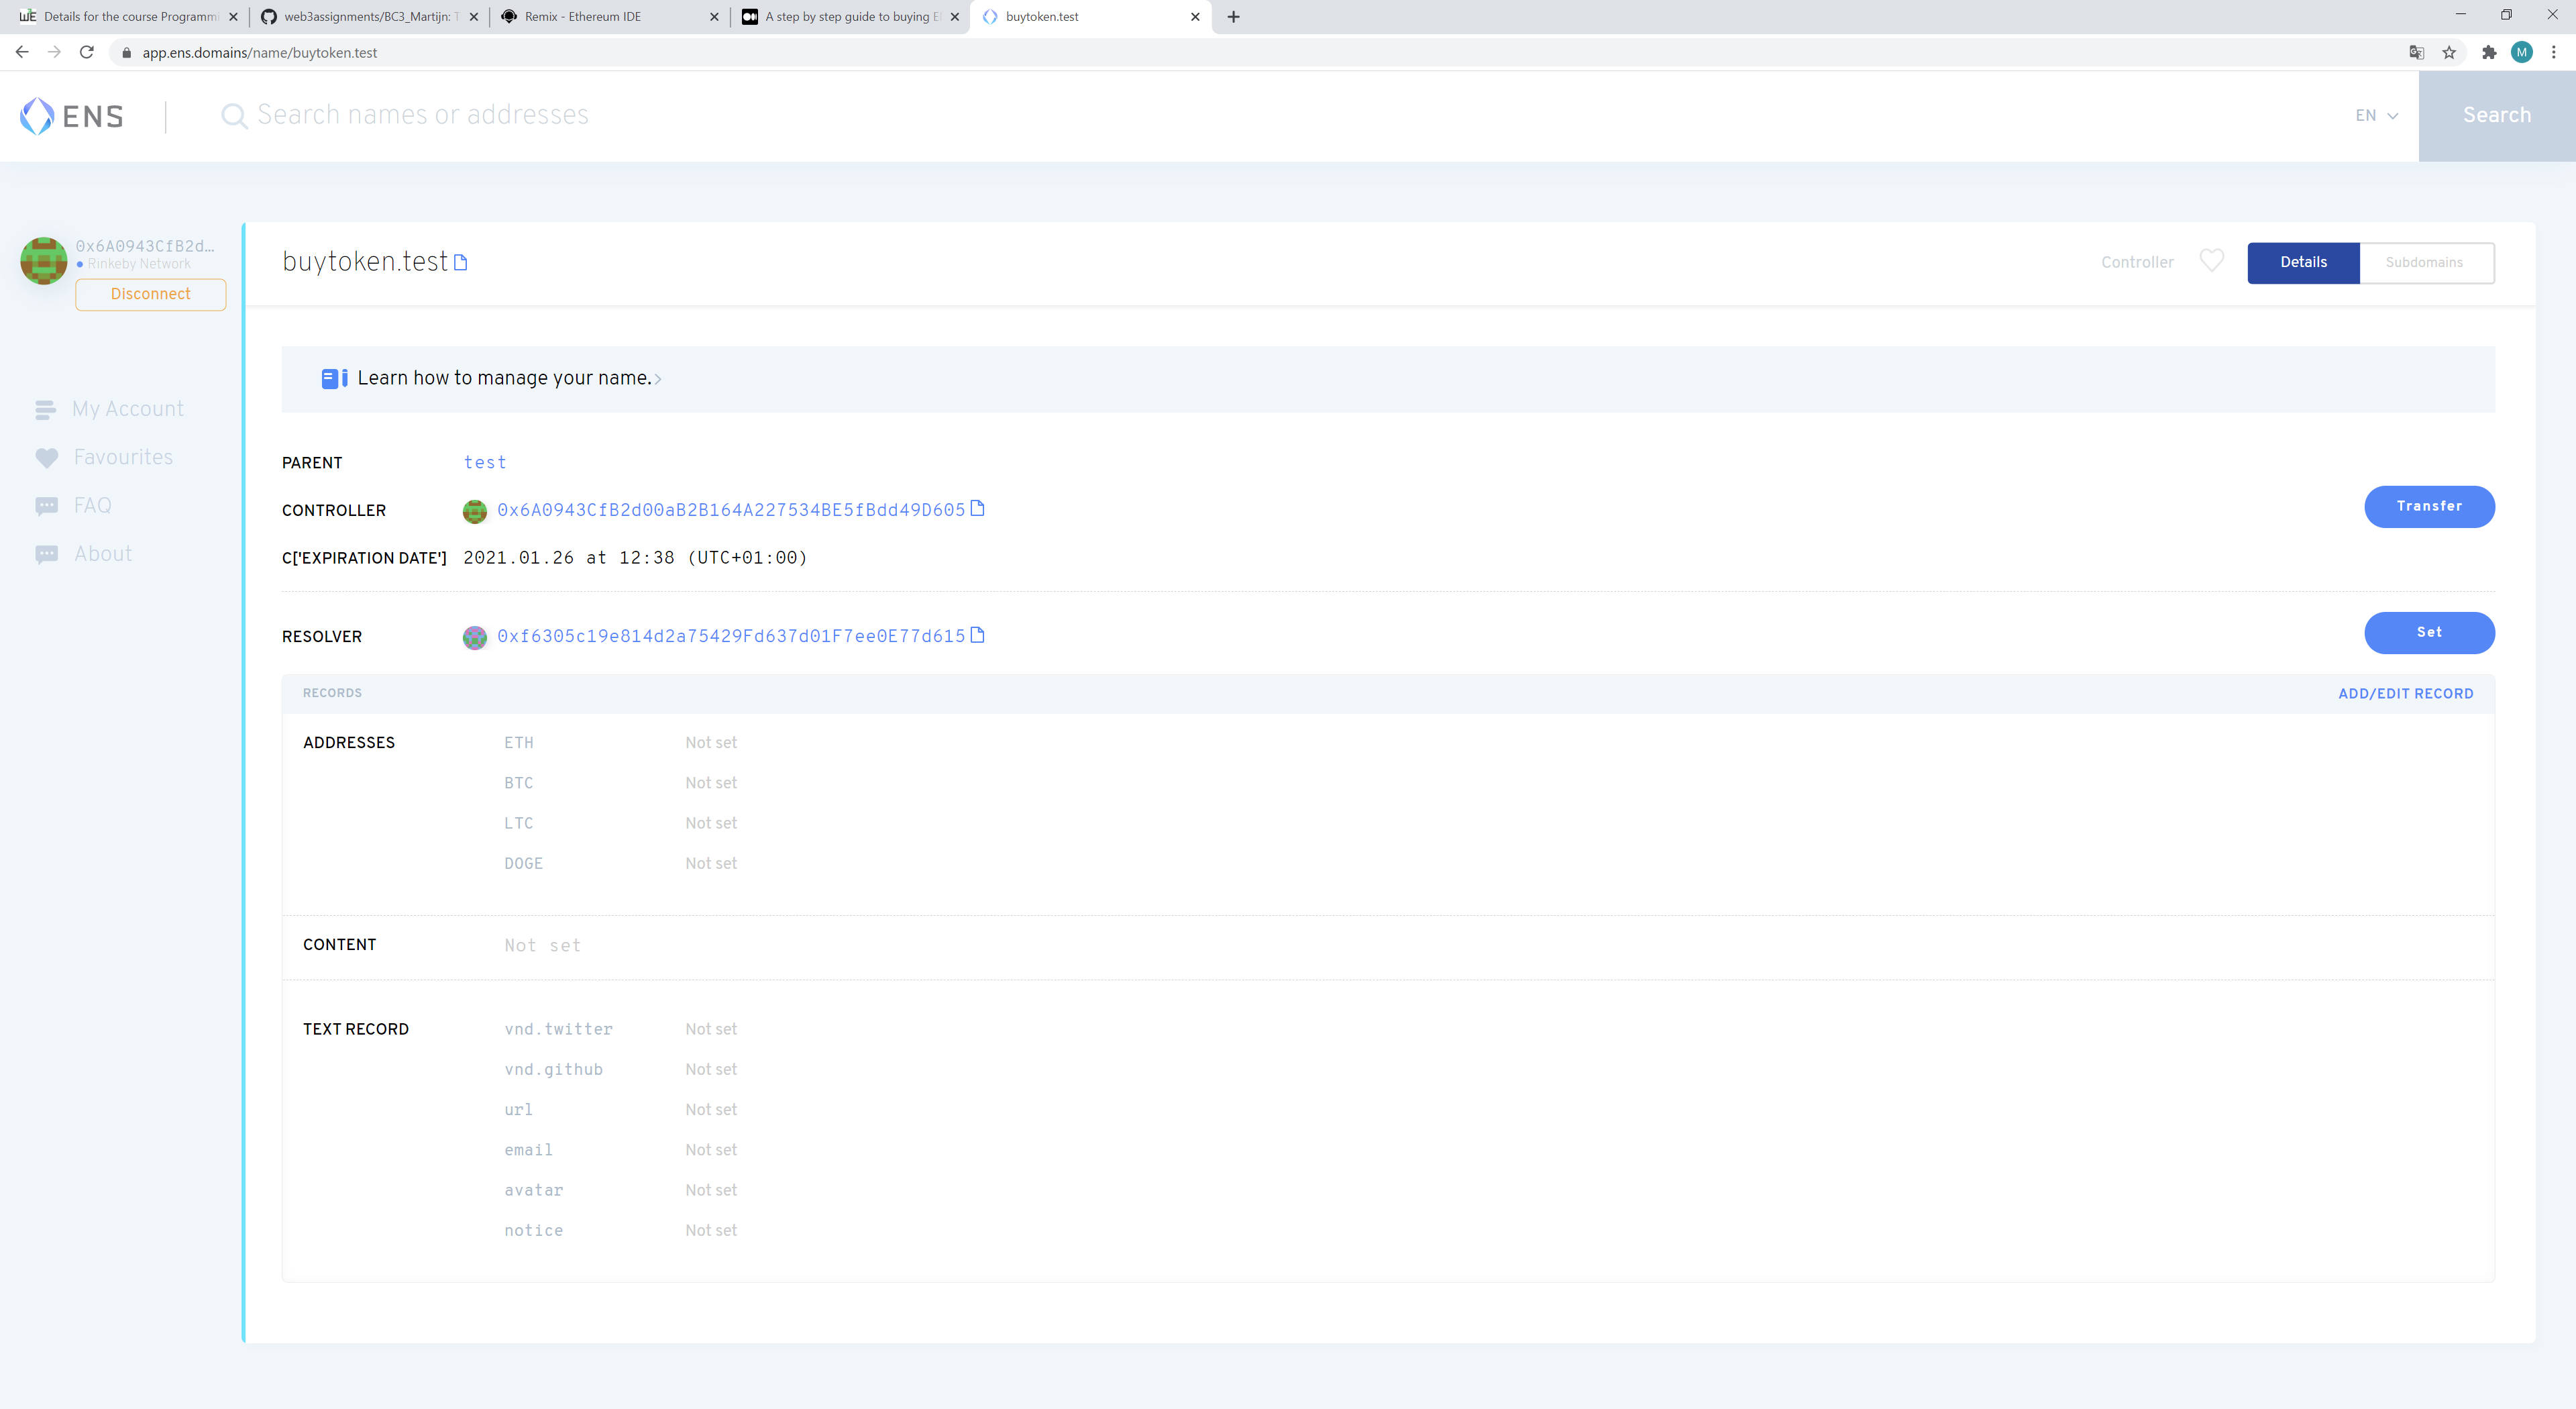 Details for the course Programmi
web3assignments/BC3_Martijn: T
Remix - Ethereum IDE
A step by step guide to buying E
buytoken.test
app.ens.domains/name/buytoken.test
M
ENS
Search names or addresses
EN
Search
0x6A0943CfB2d...
Rinkeby Network
Disconnect
My Account
Favourites
FAQ
About
buytoken.test
Controller
Details
Subdomains
Learn how to manage your name.
PARENT test
CONTROLLER 0x6A0943CfB2d00aB2B164A227534BE5fBdd49D605
Transfer
C['EXPIRATION DATE'] 2021.01.26 at 12:38 (UTC+01:00)
RESOLVER 0xf6305c19e814d2a75429Fd637d01F7ee0E77d615
Set
RECORDS
ADD/EDIT RECORD
ADDRESSES ETH Not set
BTC Not set
LTC Not set
DOGE Not set
CONTENT Not set
TEXT RECORD vnd.twitter Not set
vnd.github Not set
url Not set
email Not set
avatar Not set
notice Not set